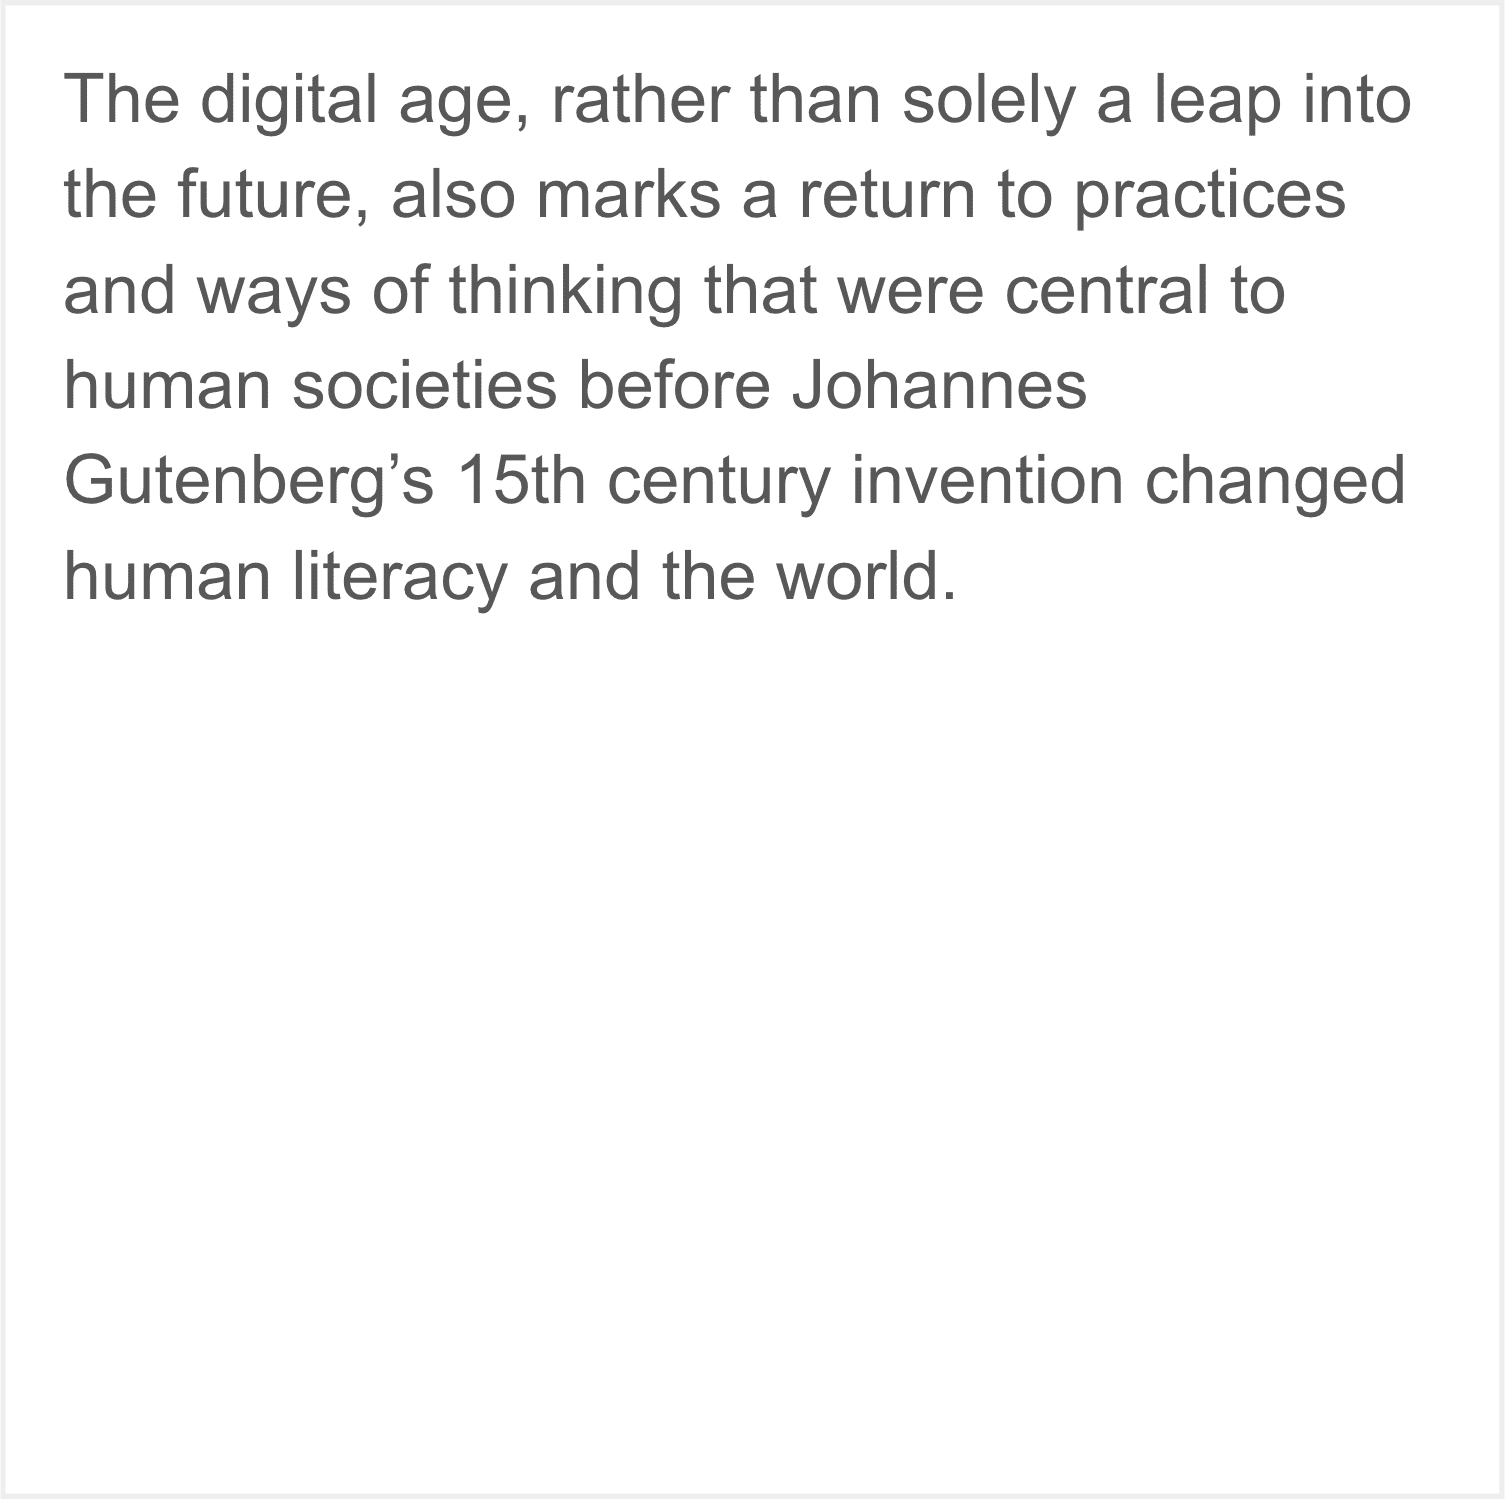 The digital age, rather than solely a leap into
the future, also marks a return to practices
and ways of thinking that were central to
human societies before Johannes
Gutenberg’s 15th century invention changed
human literacy and the world.